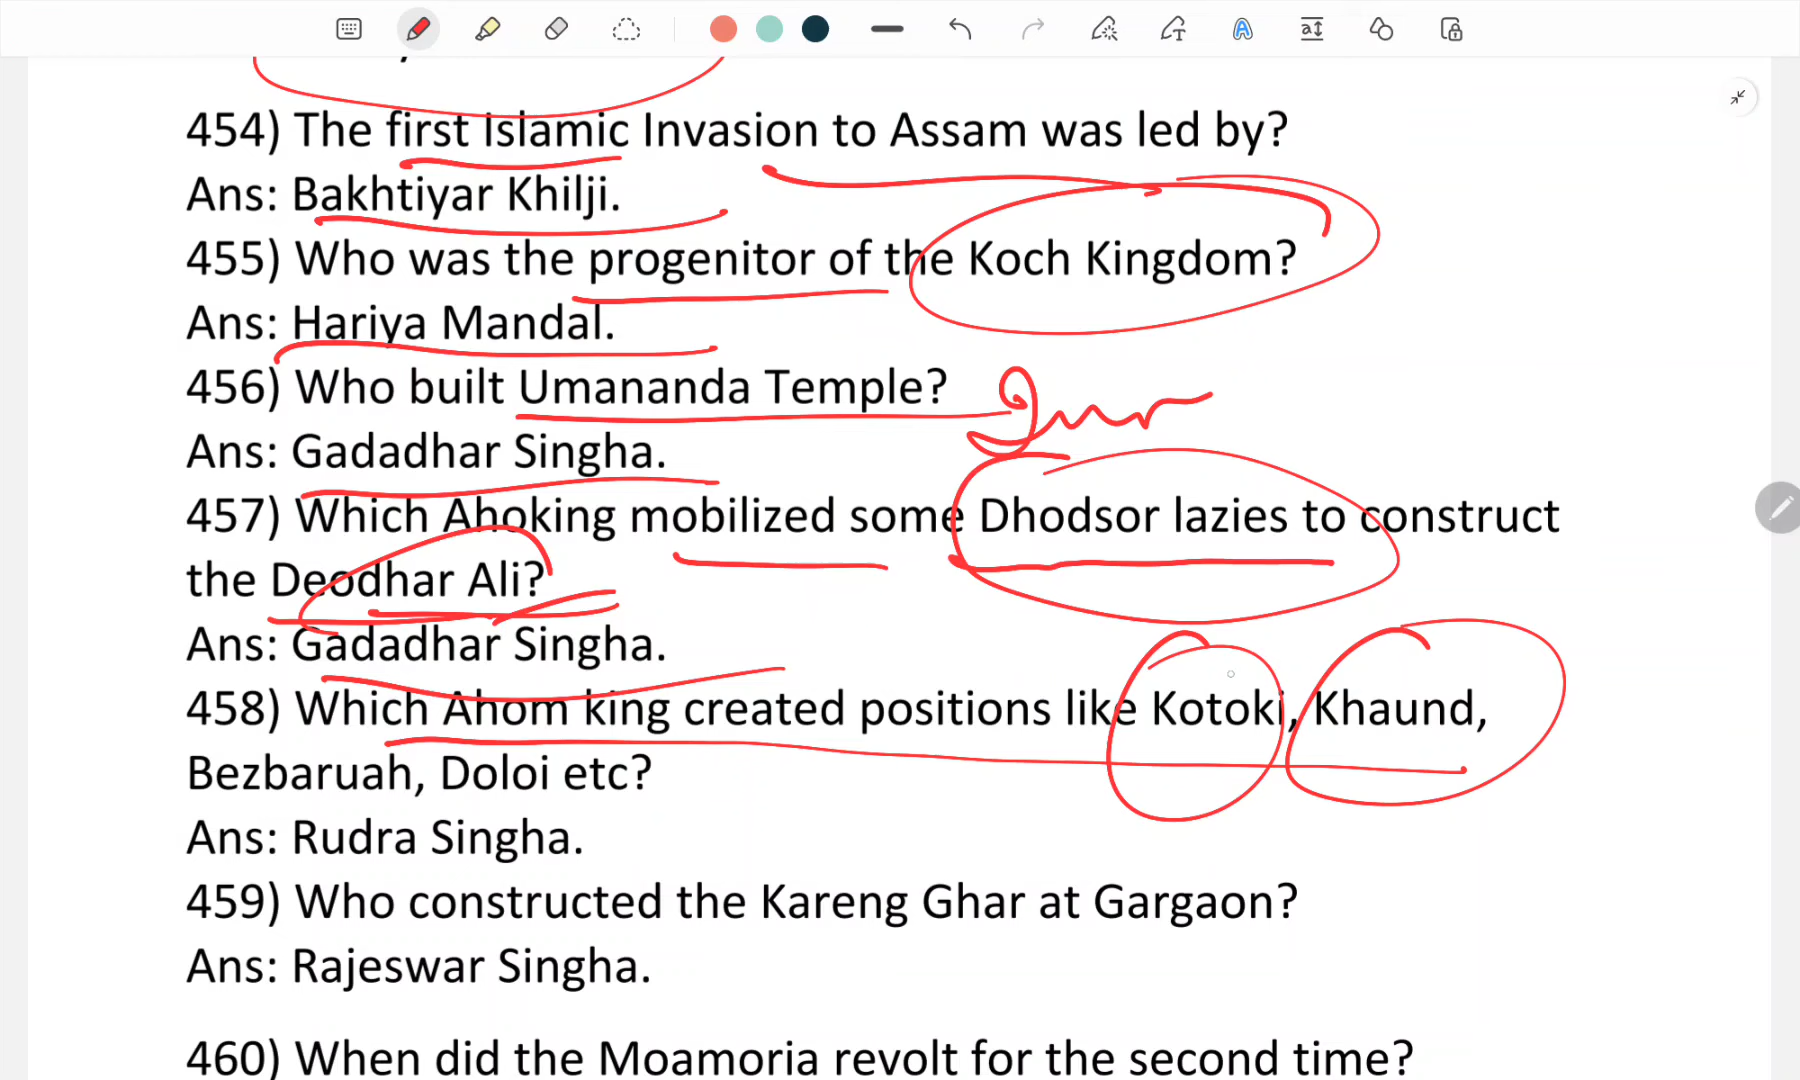 454) The first Islamic Invasion to Assam was led by?
Ans: Bakhtiyar Khilji.
455) Who was the progenitor of the Koch Kingdom?
Ans: Hariya Mandal.
456) Who built Umananda Temple?
Ans: Gadadhar Singha.
457) Which Ahoking mobilized some Dhodsor lazies to construct
the Deodhar Ali?
Ans: Gadadhar Singha.
458) Which Ahom king created positions like Kotoki, Khaund,
Bezbaruah, Doloi etc?
Ans: Rudra Singha.
459) Who constructed the Kareng Ghar at Gargaon?
Ans: Rajeswar Singha.
460) When did the Moamoria revolt for the second time?